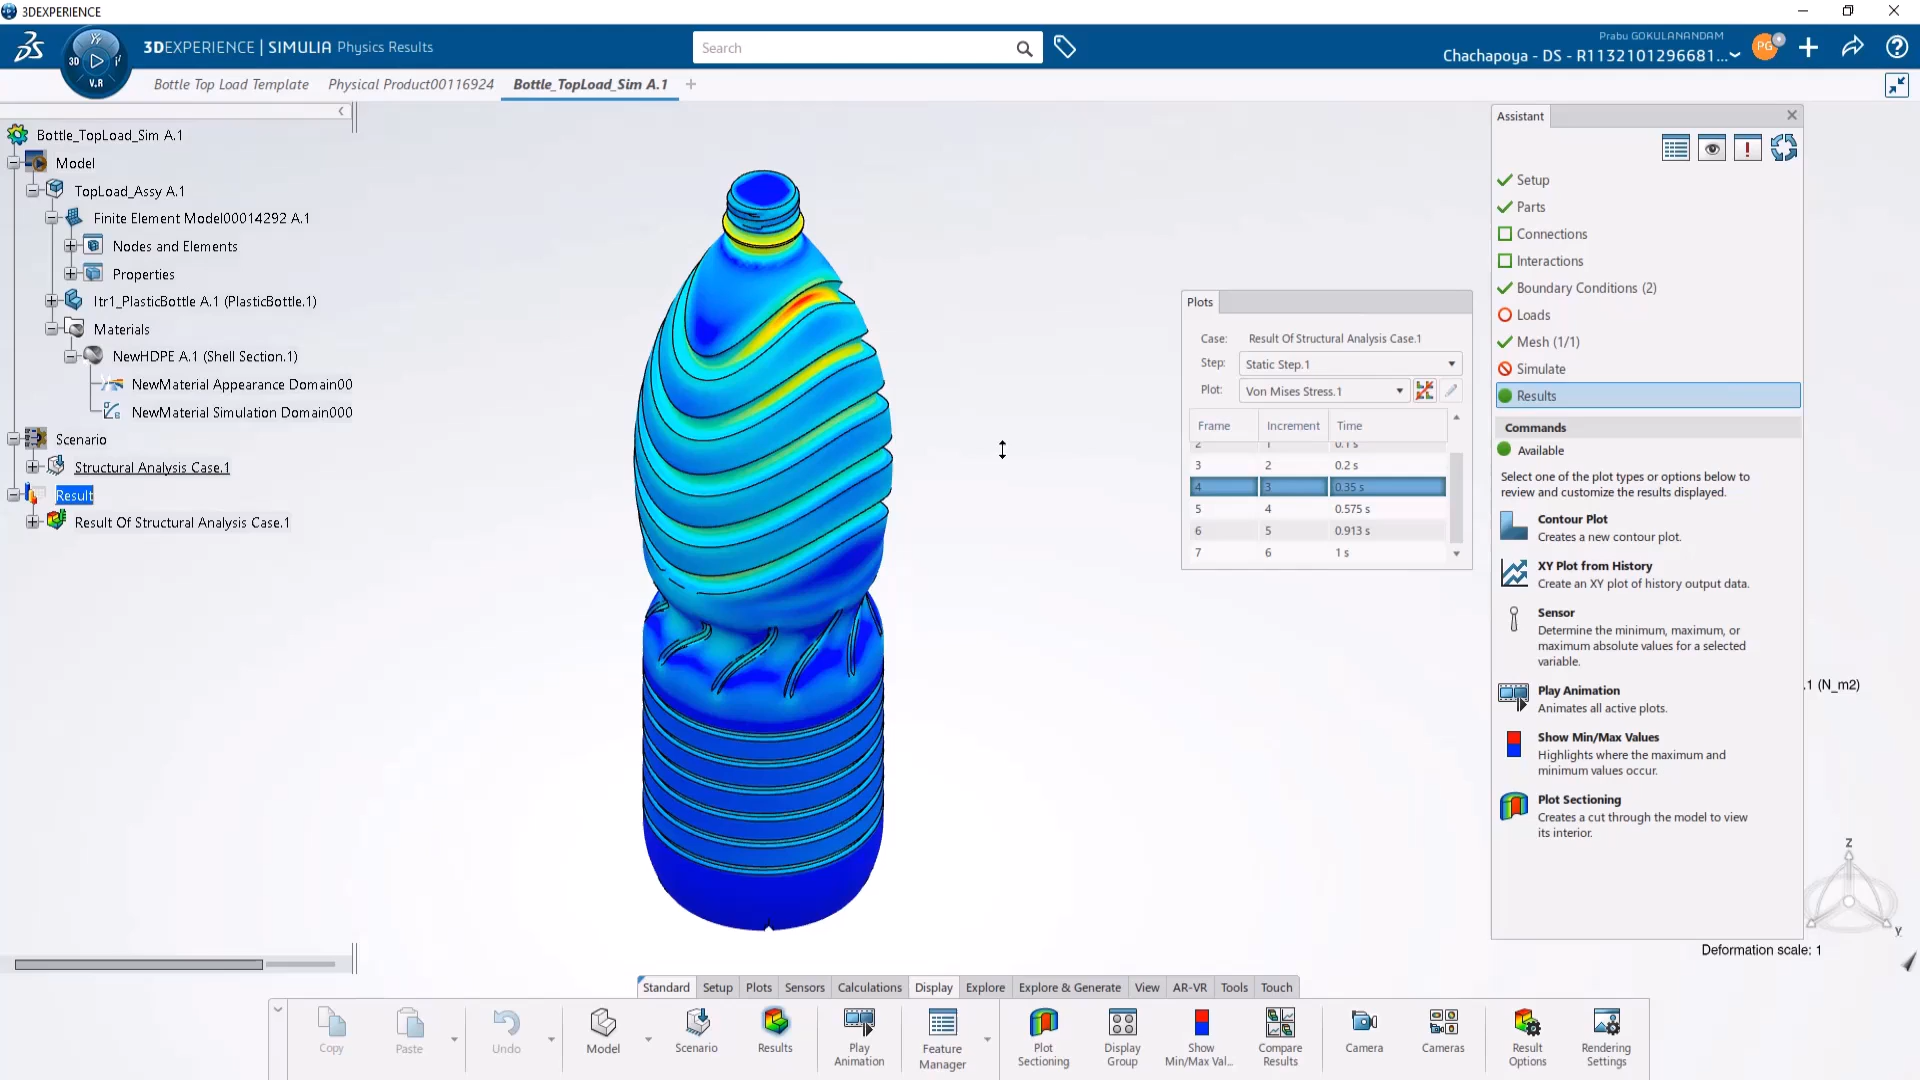 3DEXPERIENCE
3DEXPERIENCE | SIMULIA Physics Results
3D
V.R
Search
Prabu GOKULANANDAM
Chachapoya - DS - R1132101296681...
PG
Bottle Top Load Template
Physical Product00116924
Bottle_TopLoad_Sim A.1
Bottle_TopLoad_Sim A.1
Model
TopLoad_Assy A.1
Finite Element Model00014292 A.1
Nodes and Elements
Properties
ltr1_PlasticBottle A.1 (PlasticBottle.1)
Materials
NewHDPE A.1 (Shell Section.1)
NewMaterial Appearance Domain00
NewMaterial Simulation Domain000
Scenario
Structural Analysis Case.1
Result
Result Of Structural Analysis Case.1
Plots
Case: Result Of Structural Analysis Case.1
Step: Static Step.1
Plot: Von Mises Stress.1
Frame Increment Time
2 1 0.1 s
3 2 0.2 s
4 3 0.35 s
5 4 0.575 s
6 5 0.913 s
7 6 1 s
Assistant
Setup
Parts
Connections
Interactions
Boundary Conditions (2)
Loads
Mesh (1/1)
Simulate
Results
Commands
Available
Select one of the plot types or options below to
review and customize the results displayed.
Contour Plot
Creates a new contour plot.
XY Plot from History
Create an XY plot of history output data.
Sensor
Determine the minimum, maximum, or
maximum absolute values for a selected
variable.
Play Animation
Animates all active plots.
Show Min/Max Values
Highlights where the maximum and
minimum values occur.
Plot Sectioning
Creates a cut through the model to view
its interior.
.1 (N_m2)
Z
y
Deformation scale: 1
Standard Setup Plots Sensors Calculations Display Explore Explore & Generate View AR-VR Tools Touch
Copy
Paste
Undo
Model
Scenario
Results
Play
Animation
Feature
Manager
Plot
Sectioning
Display
Group
Show
Min/Max Val...
Compare
Results
Camera
Cameras
Result
Options
Rendering
Settings